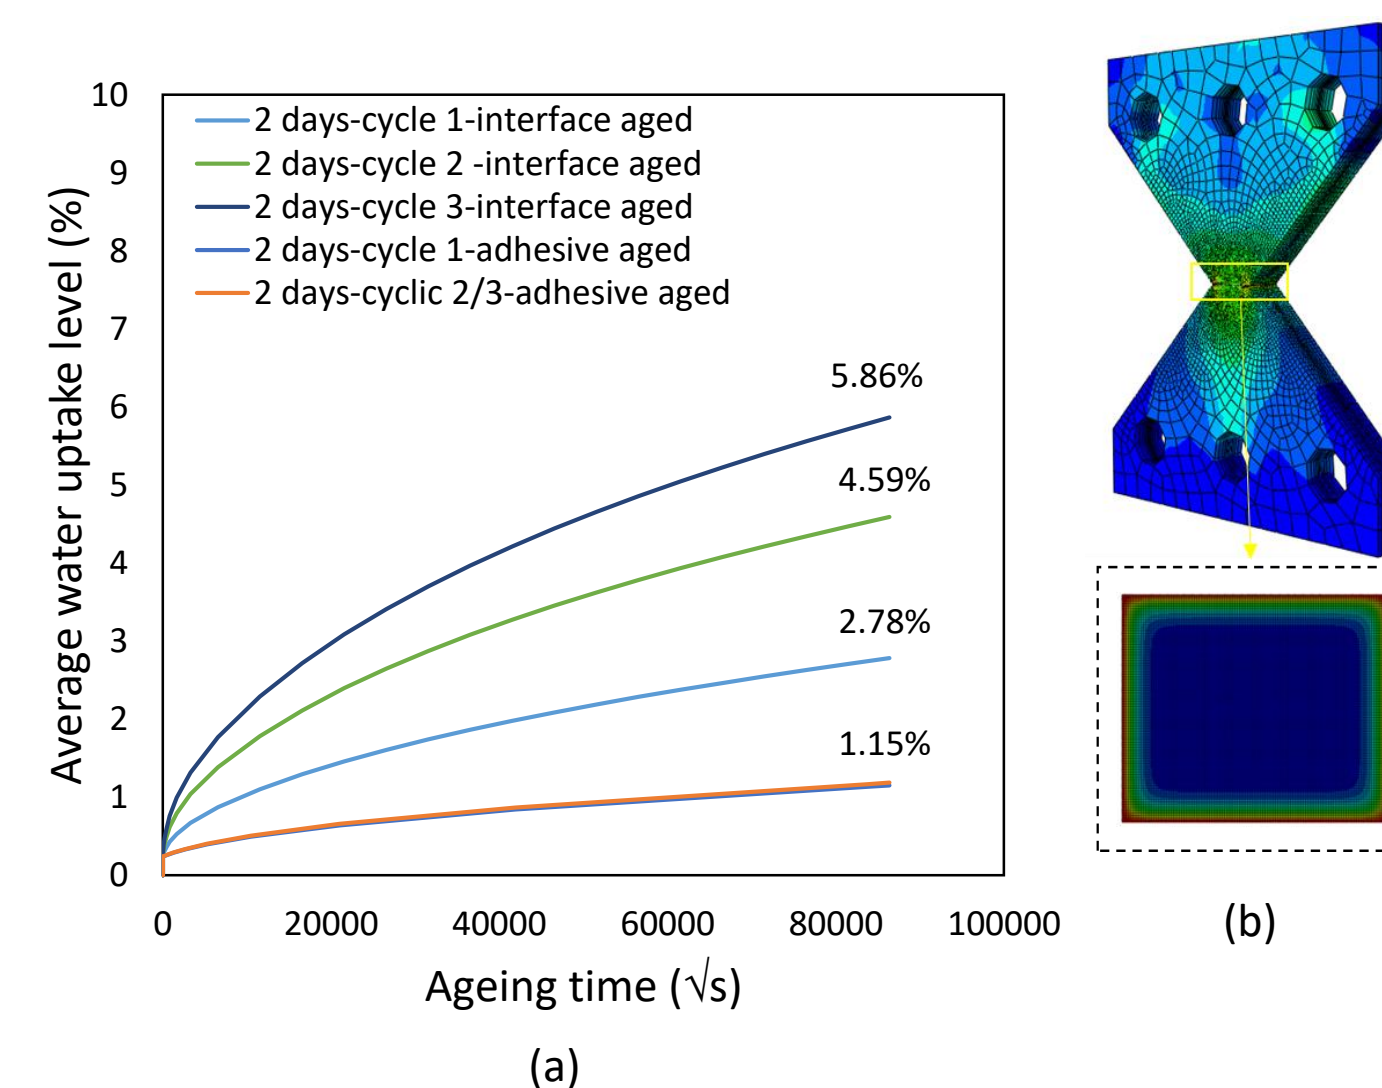 10
9
8
7
6
5
4
3
2
1
0
Average water uptake level (%)
2 days-cycle 1-interface aged
2 days-cycle 2 -interface aged
2 days-cycle 3-interface aged
2 days-cycle 1-adhesive aged
2 days-cyclic 2/3-adhesive aged
5.86%
4.59%
2.78%
1.15%
0 20000 40000 60000 80000 100000
Ageing time (√s)
(a)
(b)